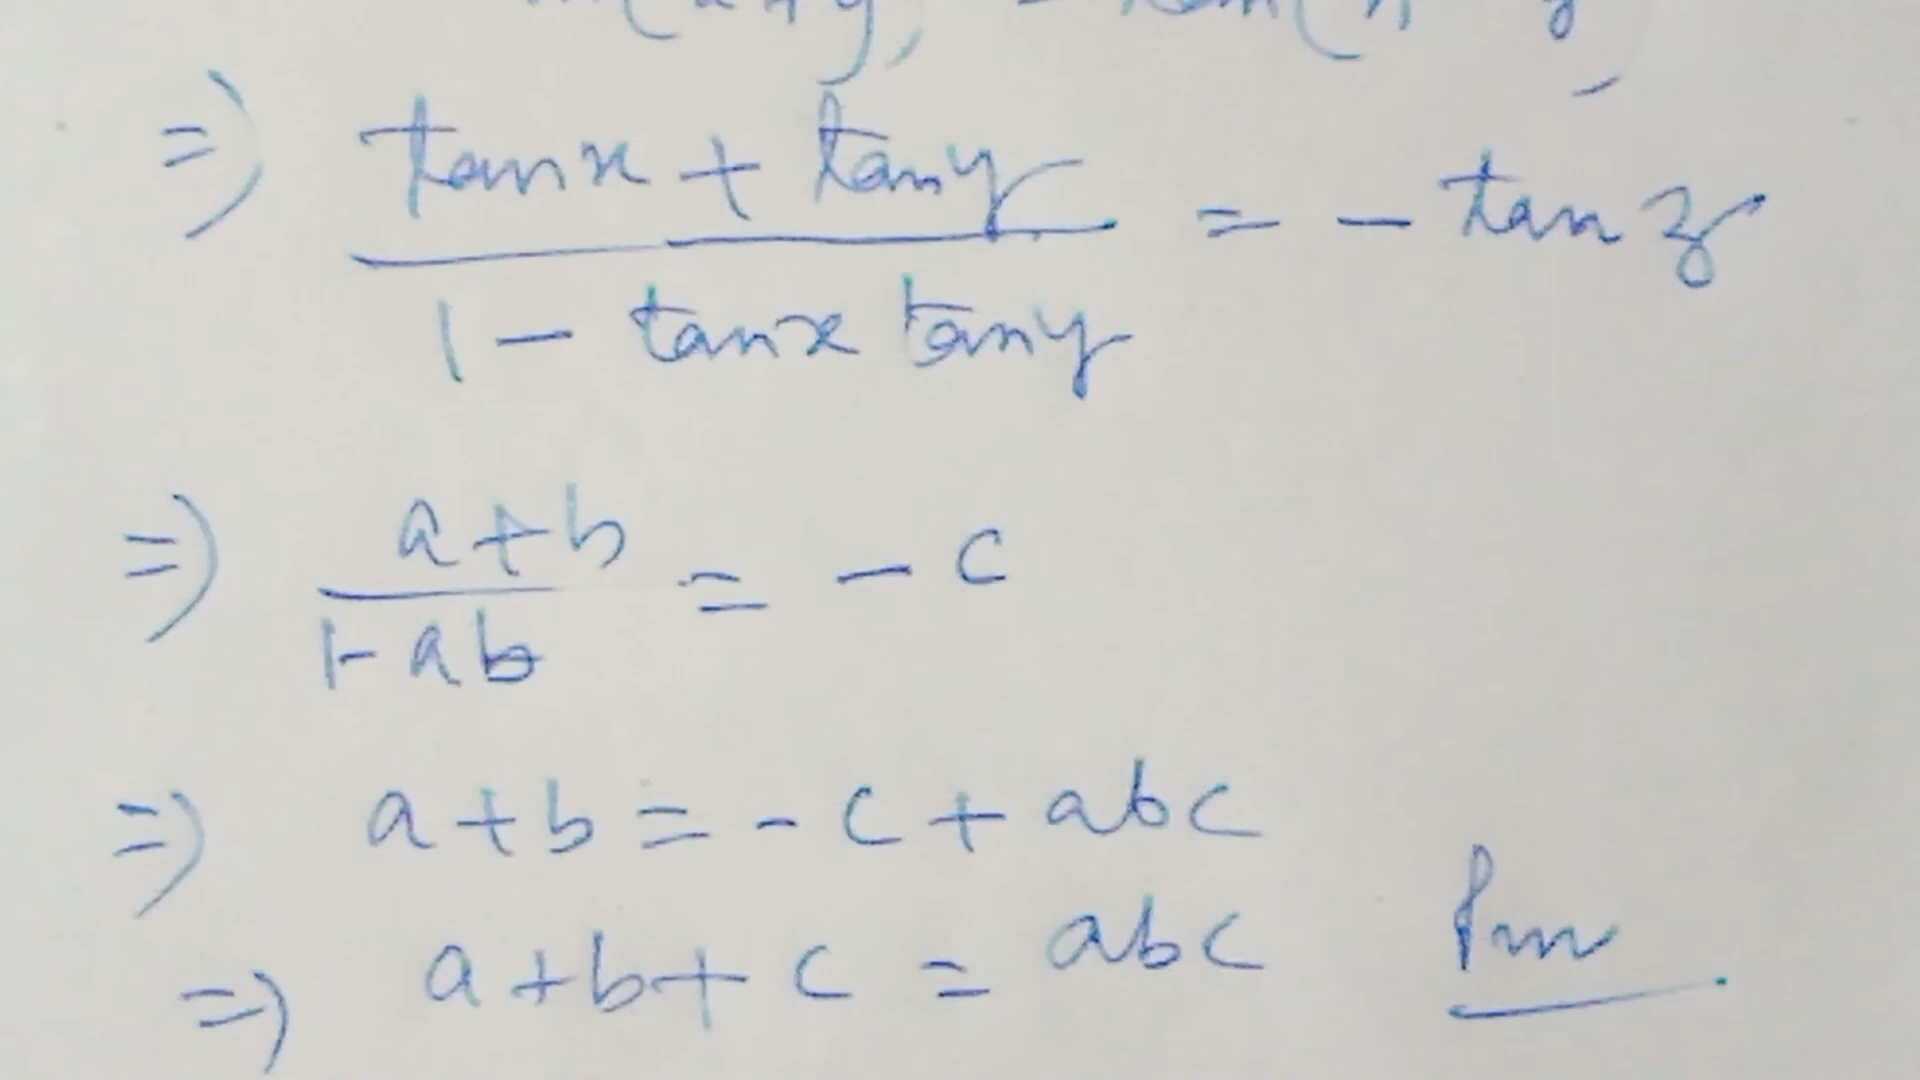 ⇒ tanx + tany / 1 - tanx tany = - tan z
⇒ a+b / 1-ab = - c
⇒ a+b = - c + abc
⇒ a+b+c = abc